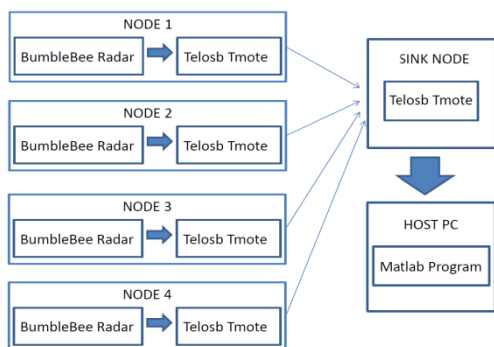 NODE 1
BumbleBee Radar
Telosb Tmote
NODE 2
BumbleBee Radar
Telosb Tmote
NODE 3
BumbleBee Radar
Telosb Tmote
NODE 4
BumbleBee Radar
Telosb Tmote
SINK NODE
Telosb Tmote
HOST PC
Matlab Program